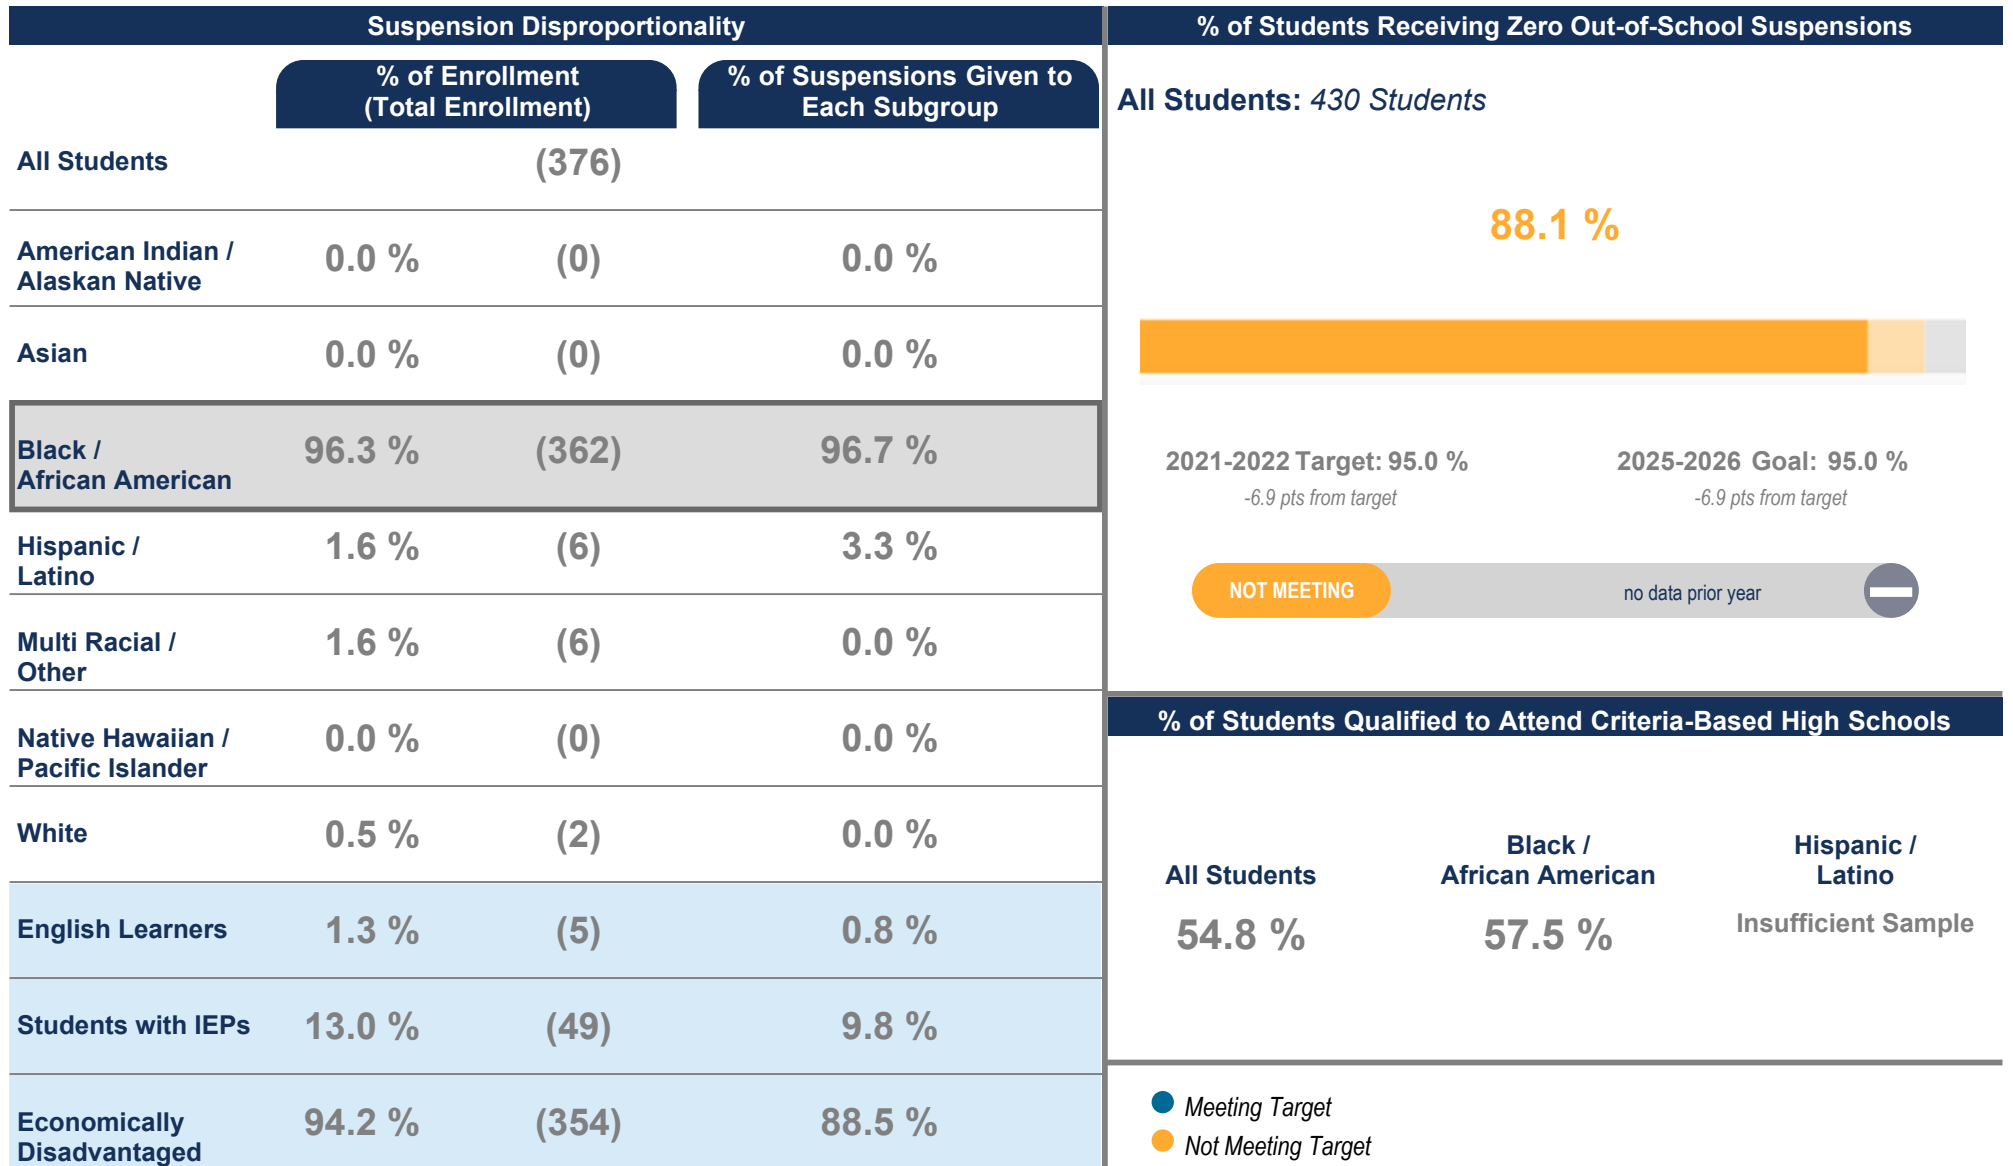 Suspension Disproportionality
% of Enrollment
(Total Enrollment)
% of Suspensions Given to
Each Subgroup
All Students
(376)
American Indian /
Alaskan Native
0.0 %
(0)
0.0 %
Asian
0.0 %
(0)
0.0 %
Black /
African American
96.3 %
(362)
96.7 %
Hispanic /
Latino
1.6 %
(6)
3.3 %
Multi Racial /
Other
1.6 %
(6)
0.0 %
Native Hawaiian /
Pacific Islander
0.0 %
(0)
0.0 %
White
0.5 %
(2)
0.0 %
English Learners
1.3 %
(5)
0.8 %
Students with IEPs
13.0 %
(49)
9.8 %
Economically
Disadvantaged
94.2 %
(354)
88.5 %
% of Students Receiving Zero Out-of-School Suspensions
All Students: 430 Students
88.1 %
2021-2022 Target: 95.0 %
-6.9 pts from target
2025-2026 Goal: 95.0 %
-6.9 pts from target
NOT MEETING
no data prior year
% of Students Qualified to Attend Criteria-Based High Schools
All Students
54.8 %
Black /
African American
57.5 %
Hispanic /
Latino
Insufficient Sample
Meeting Target
Not Meeting Target